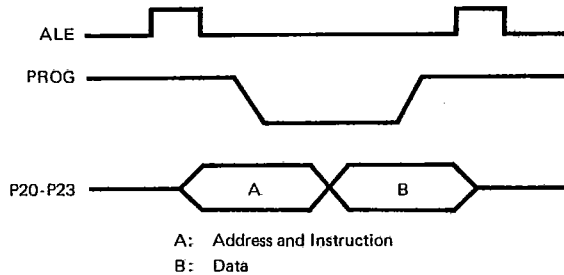 ALE
PROG
P20-P23
A
B
A: Address and Instruction
B: Data